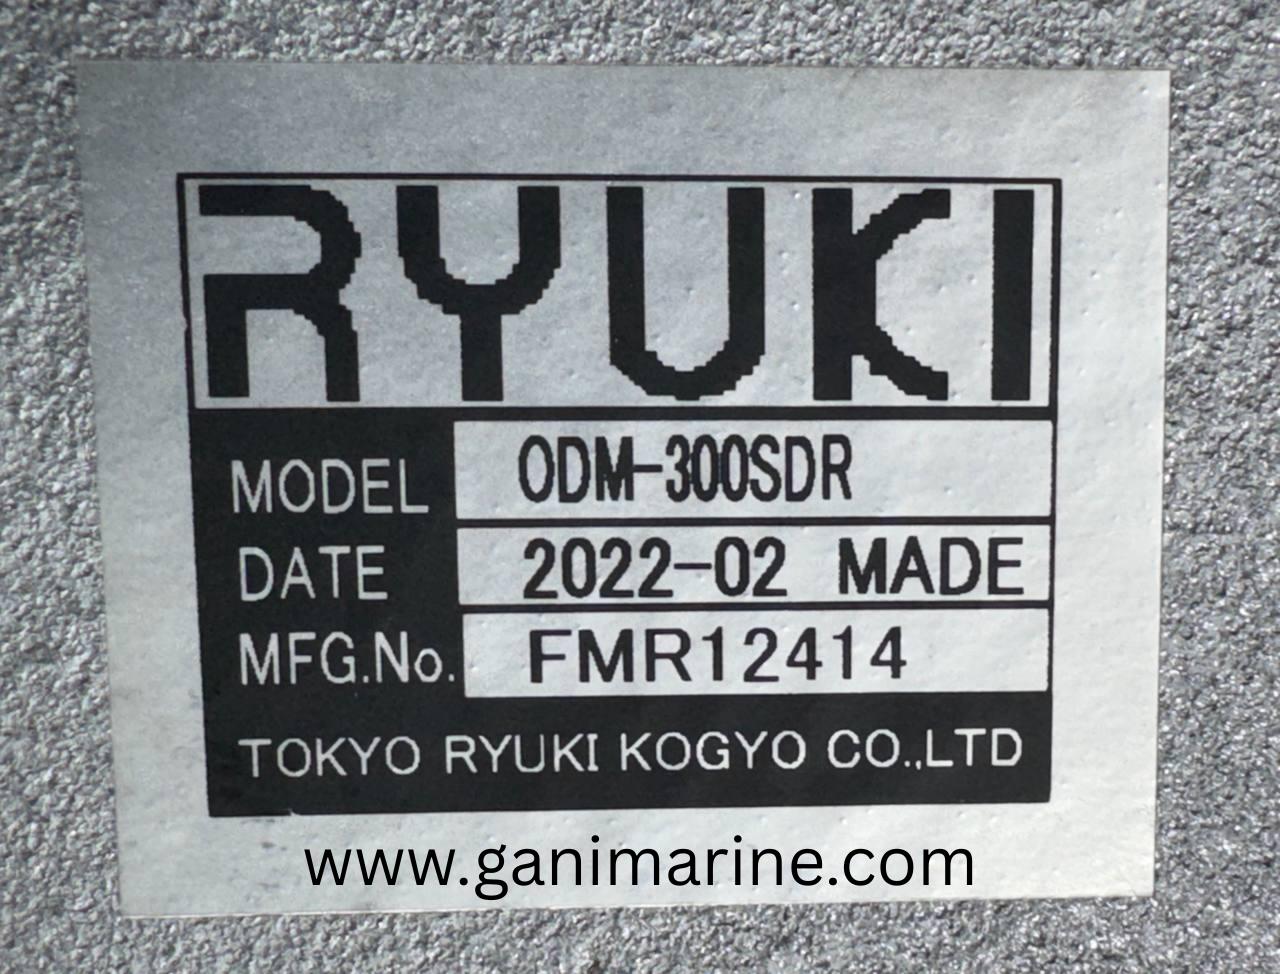 RYUKI
MODEL ODM-300SDR
DATE 2022-02 MADE
MFG.No. FMR12414
TOKYO RYUKI KOGYO CO.,LTD
www.ganimarine.com